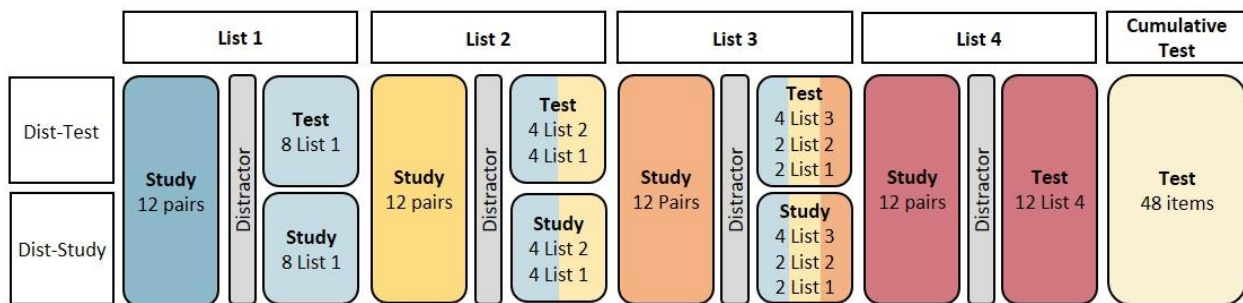 List 1
List 2
List 3
List 4
Cumulative
Test
Dist-Test
Dist-Study
Study
12 pairs
Distractor
Test
8 List 1
Study
8 List 1
Study
12 pairs
Distractor
Test
4 List 2
4 List 1
Study
4 List 2
4 List 1
Study
12 Pairs
Distractor
Test
4 List 3
2 List 2
2 List 1
Study
4 List 3
2 List 2
2 List 1
Study
12 pairs
Distractor
Test
12 List 4
Test
48 items